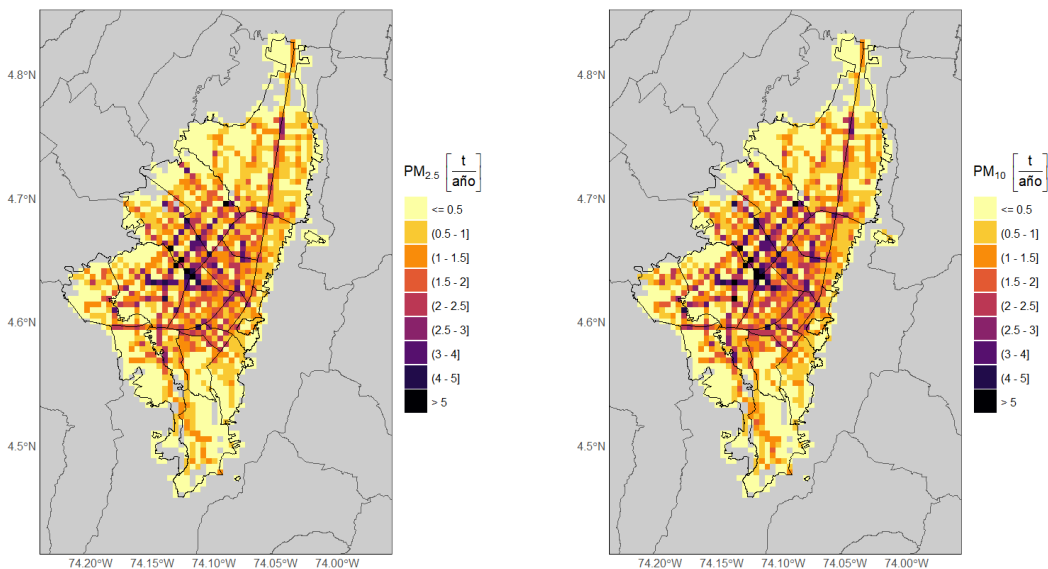 4.8°N
4.7°N
4.6°N
4.5°N
74.20°W 74.15°W 74.10°W 74.05°W 74.00°W
PM2.5 [t/año]
<= 0.5
(0.5 - 1]
(1 - 1.5]
(1.5 - 2]
(2 - 2.5]
(2.5 - 3]
(3 - 4]
(4 - 5]
> 5
4.8°N
4.7°N
4.6°N
4.5°N
74.20°W 74.15°W 74.10°W 74.05°W 74.00°W
PM10 [t/año]
<= 0.5
(0.5 - 1]
(1 - 1.5]
(1.5 - 2]
(2 - 2.5]
(2.5 - 3]
(3 - 4]
(4 - 5]
> 5